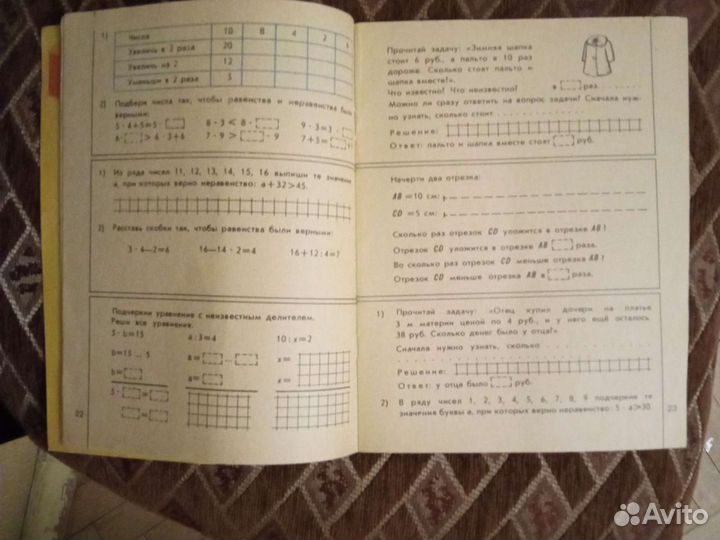 1) Числа 10 8 4 2 6
Увеличь в 2 раза 20
Увеличь на 2 12
Уменьши в 2 раза 5
2) Подбери числа так, чтобы равенства и неравенства были
верными:
5 · 4+5=5 · 8 · 3 < 8 · 9 · 3=3 ·
6 · > 6 · 3+6 7 · 9 > · 9 7+5= ·
1) Из ряда чисел 11, 12, 13, 14, 15, 16 выпиши те значения
а, при которых верно неравенство: а+32>45.
2) Расставь скобки так, чтобы равенства были верными:
3 · 4—2=6 16—14 · 2=4 16+12:4=7
Подчеркни уравнение с неизвестным делителем.
Реши все уравнения.
5 · b=15 а:3=4 10:x=2
b=15 ... 5 а= ... x=
b= а= x=
5 · =
=
22
Прочитай задачу: «Зимняя шапка
стоит 6 руб., а пальто в 10 раз
дороже. Сколько стоят пальто и
шапка вместе?».
Что известно? Что неизвестно? в раз.
Можно ли сразу ответить на вопрос задачи? Сначала нуж-
но узнать, сколько стоит
Решение:
Ответ: пальто и шапка вместе стоят руб.
Начерти два отрезка:
AB=10 см:
CD=5 см:
Сколько раз отрезок CD уложится в отрезке AB?
Отрезок CD уложится в отрезке AB раза.
Во сколько раз отрезок CD меньше отрезка AB?
Отрезок CD меньше отрезка AB в раза.
1) Прочитай задачу: «Отец купил дочери на платье
3 м материи ценой по 4 руб., и у него ещё осталось
38 руб. Сколько денег было у отца?»
Сначала нужно узнать, сколько
Решение:
Ответ: у отца было руб.
2) В ряду чисел 1, 2, 3, 4, 5, 6, 7, 8, 9 подчеркни те
значения буквы а, при которых верно неравенство: 5 · а>30.
23
Avito